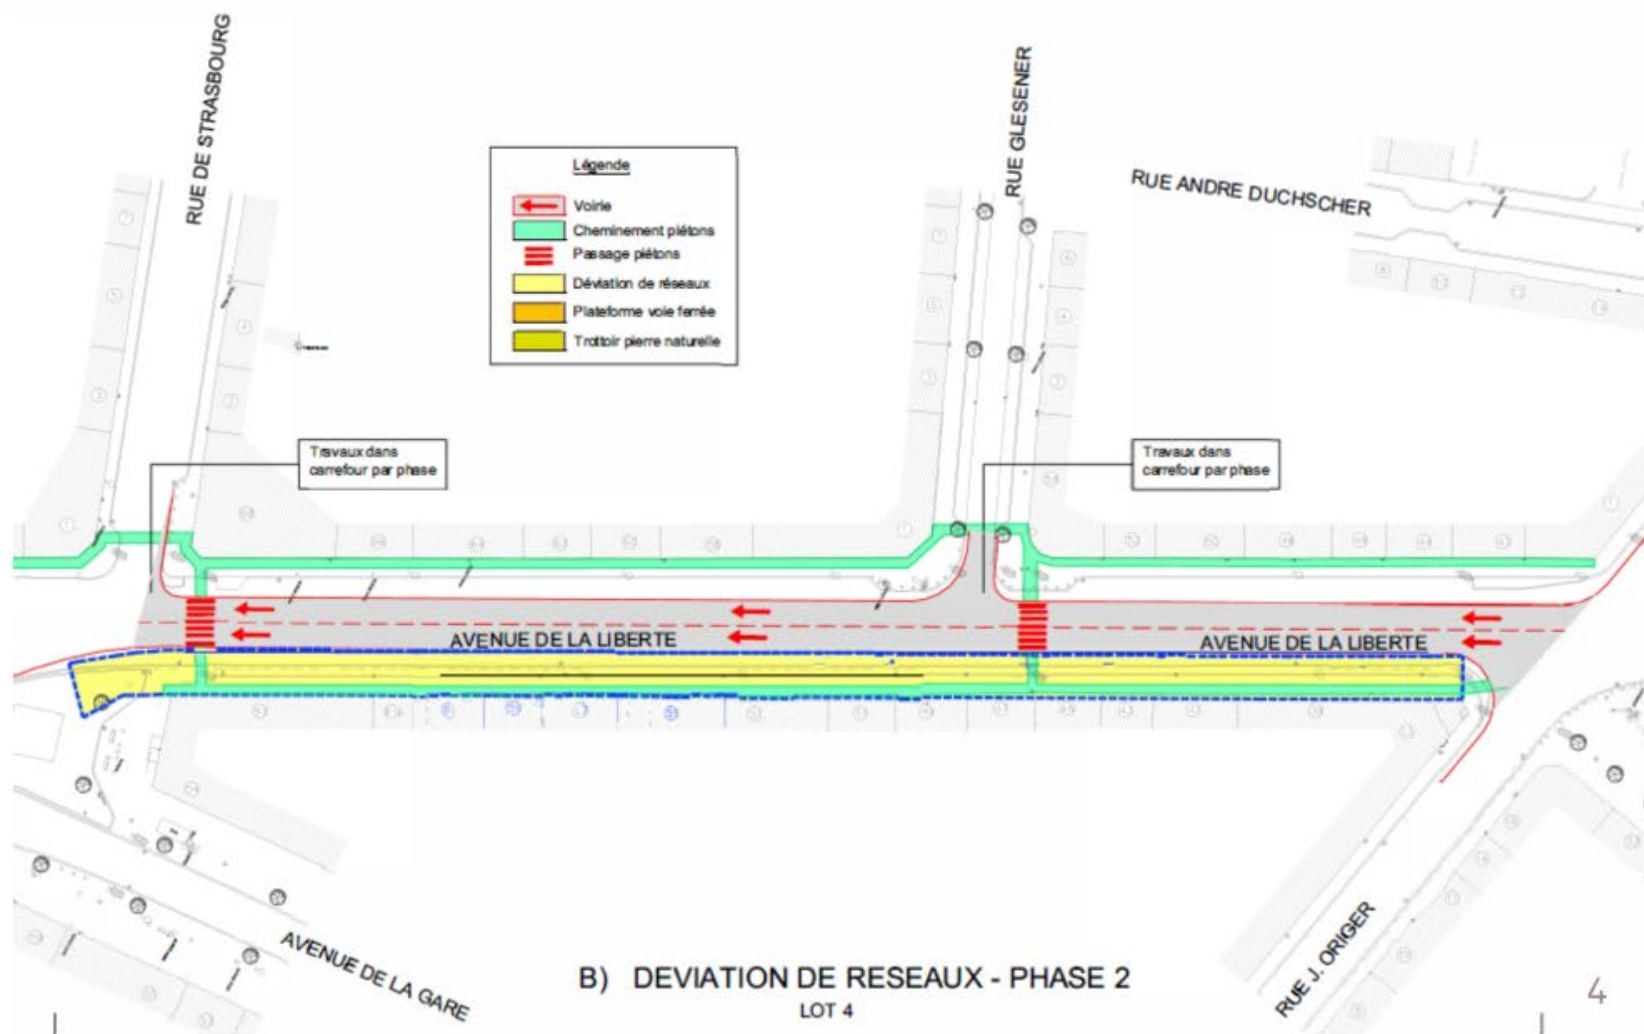 RUE DE STRASBOURG
RUE GLESENER
RUE ANDRE DUCHSCHER
Légende
Voirie
Cheminement piétons
Passage piétons
Déviation de réseaux
Plateforme voie ferrée
Trottoir pierre naturelle
Travaux dans
carrefour par phase
Travaux dans
carrefour par phase
AVENUE DE LA LIBERTE
AVENUE DE LA LIBERTE
AVENUE DE LA GARE
RUE J. ORIGER
B) DEVIATION DE RESEAUX - PHASE 2
LOT 4
4